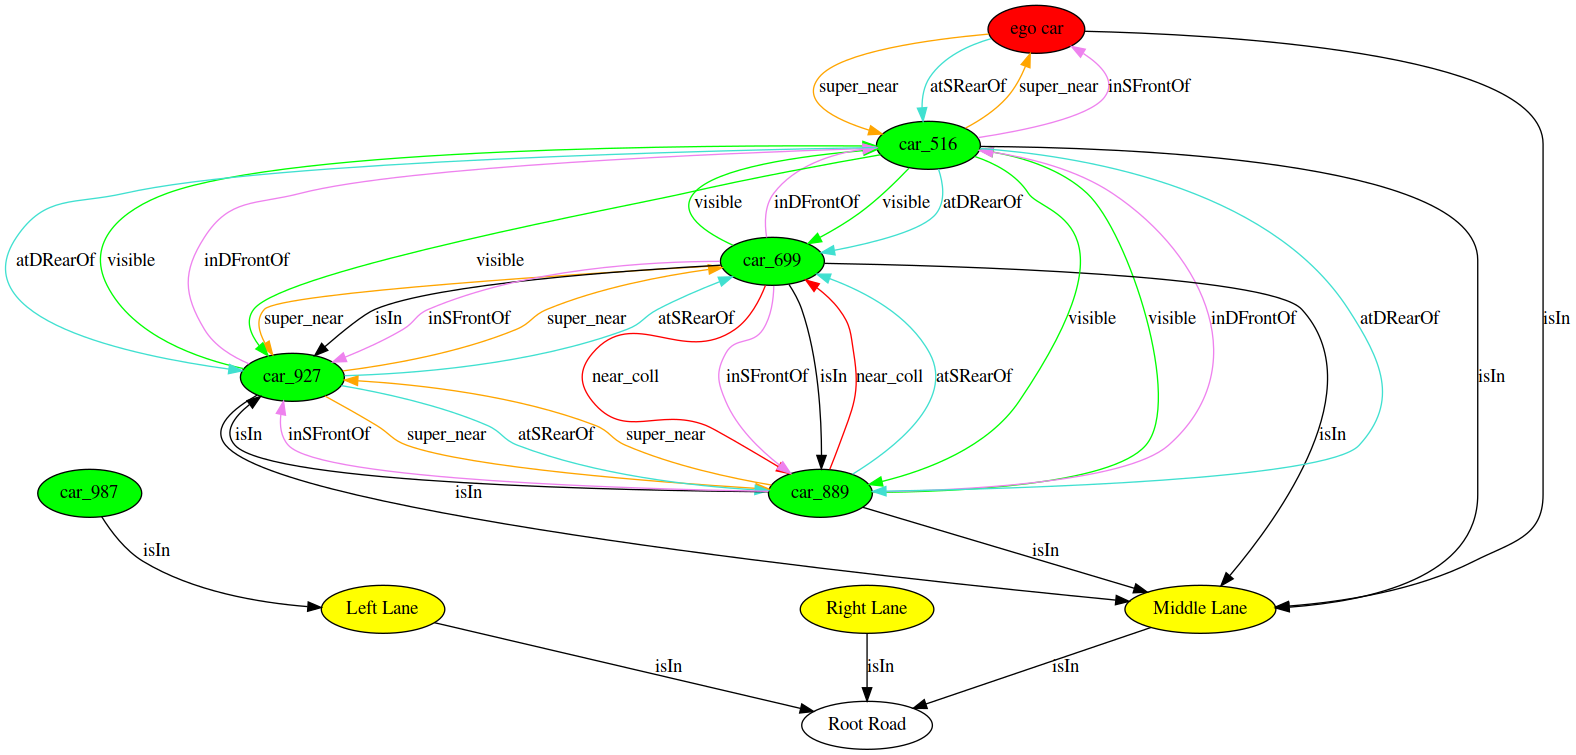 ego car
super_near
atSRearOf
super_near
inSFrontOf
car_516
visible
inDFrontOf
visible
atDRearOf
atDRearOf
visible
inDFrontOf
visible
car_699
super_near
isIn
inSFrontOf
super_near
atSRearOf
visible
visible
inDFrontOf
atDRearOf
isIn
car_927
near_coll
inSFrontOf
isIn
near_coll
atSRearOf
isIn
isIn
inSFrontOf
super_near
atSRearOf
super_near
isIn
car_987
isIn
car_889
isIn
isIn
Left Lane
Right Lane
Middle Lane
isIn
isIn
isIn
Root Road